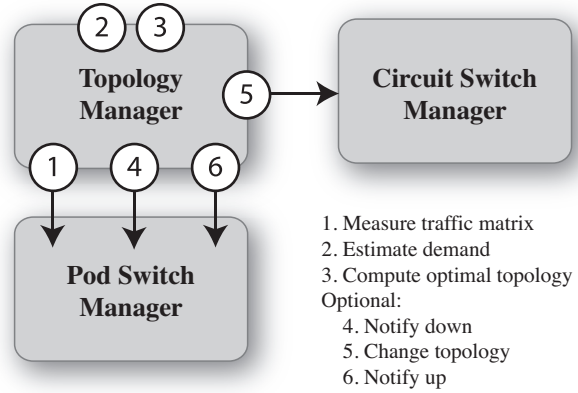 2
3
Topology
Manager
5
Circuit Switch
Manager
1
4
6
Pod Switch
Manager
1. Measure traffic matrix
2. Estimate demand
3. Compute optimal topology
Optional:
4. Notify down
5. Change topology
6. Notify up